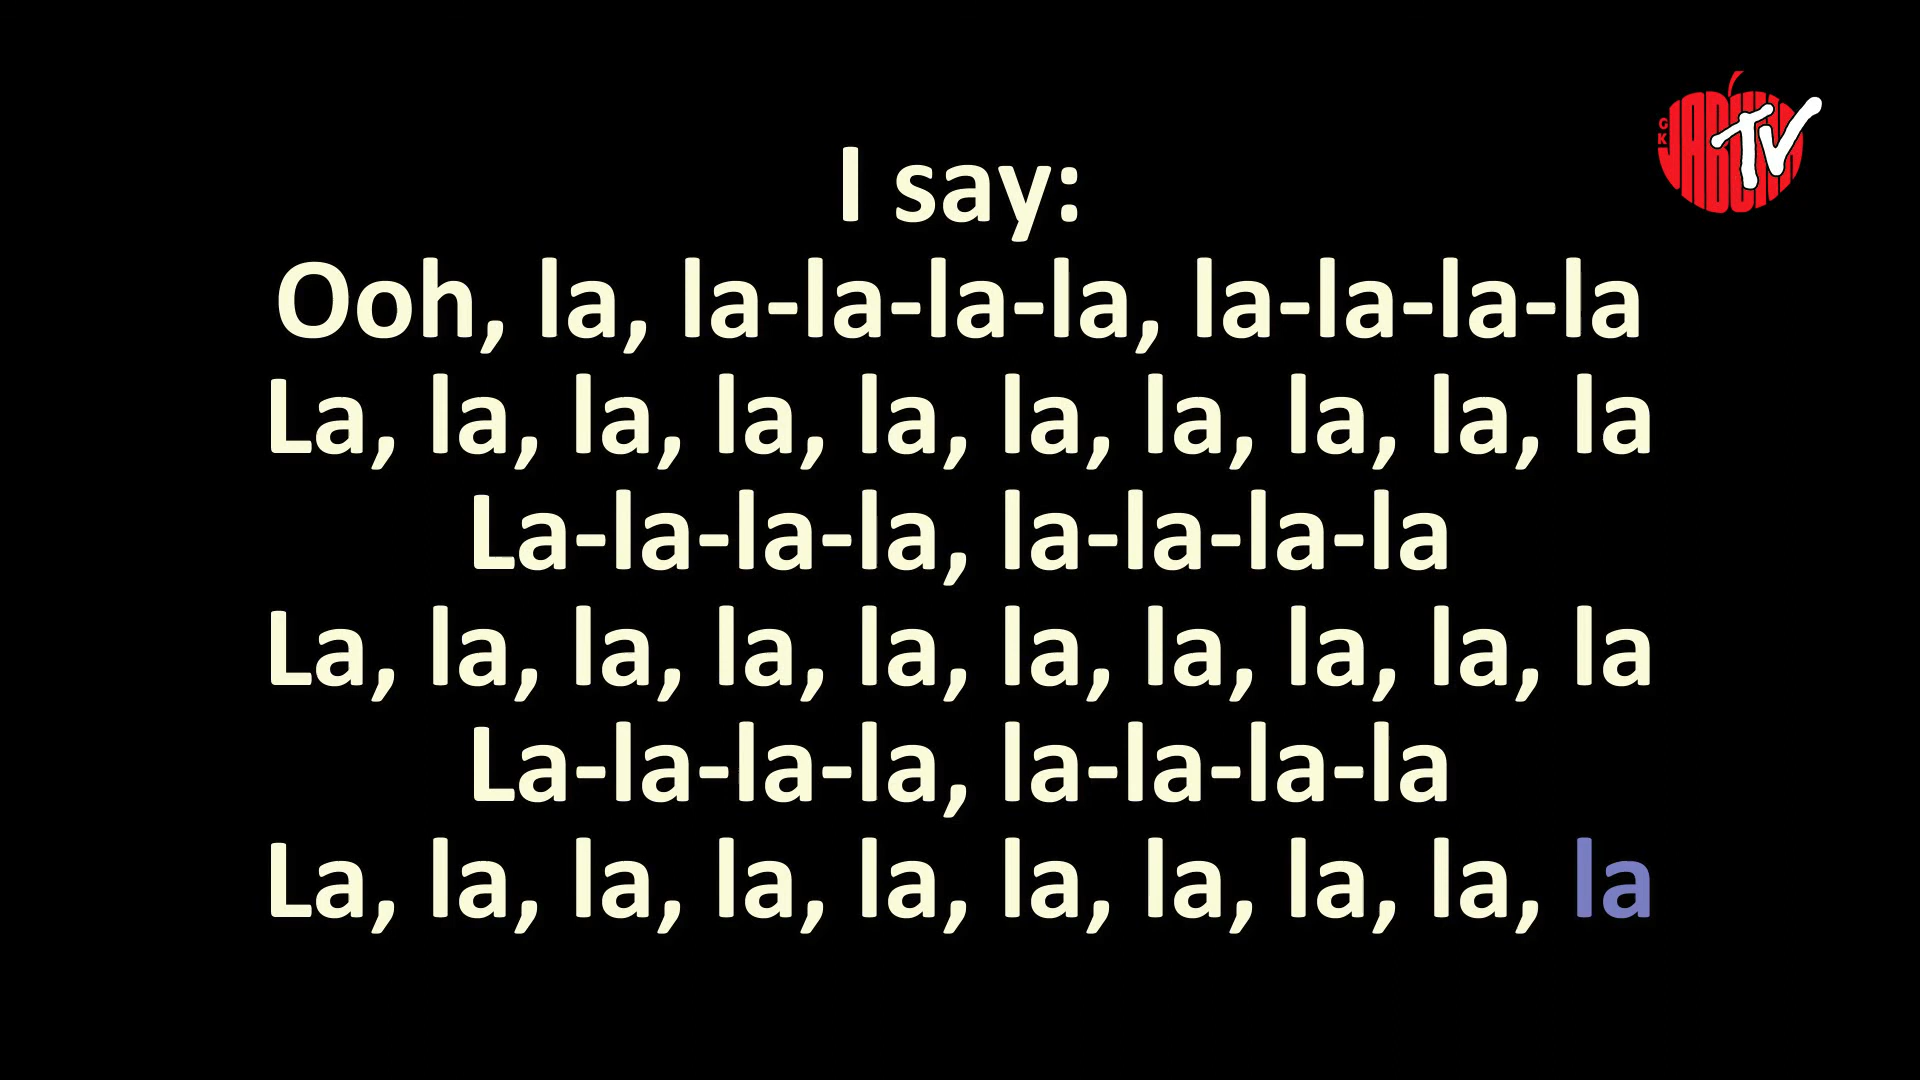 I say:
Ooh, la, la-la-la-la, la-la-la-la
La, la, la, la, la, la, la, la, la, la
La-la-la-la, la-la-la-la
La, la, la, la, la, la, la, la, la, la
La-la-la-la, la-la-la-la
La, la, la, la, la, la, la, la, la, la
GK
TV